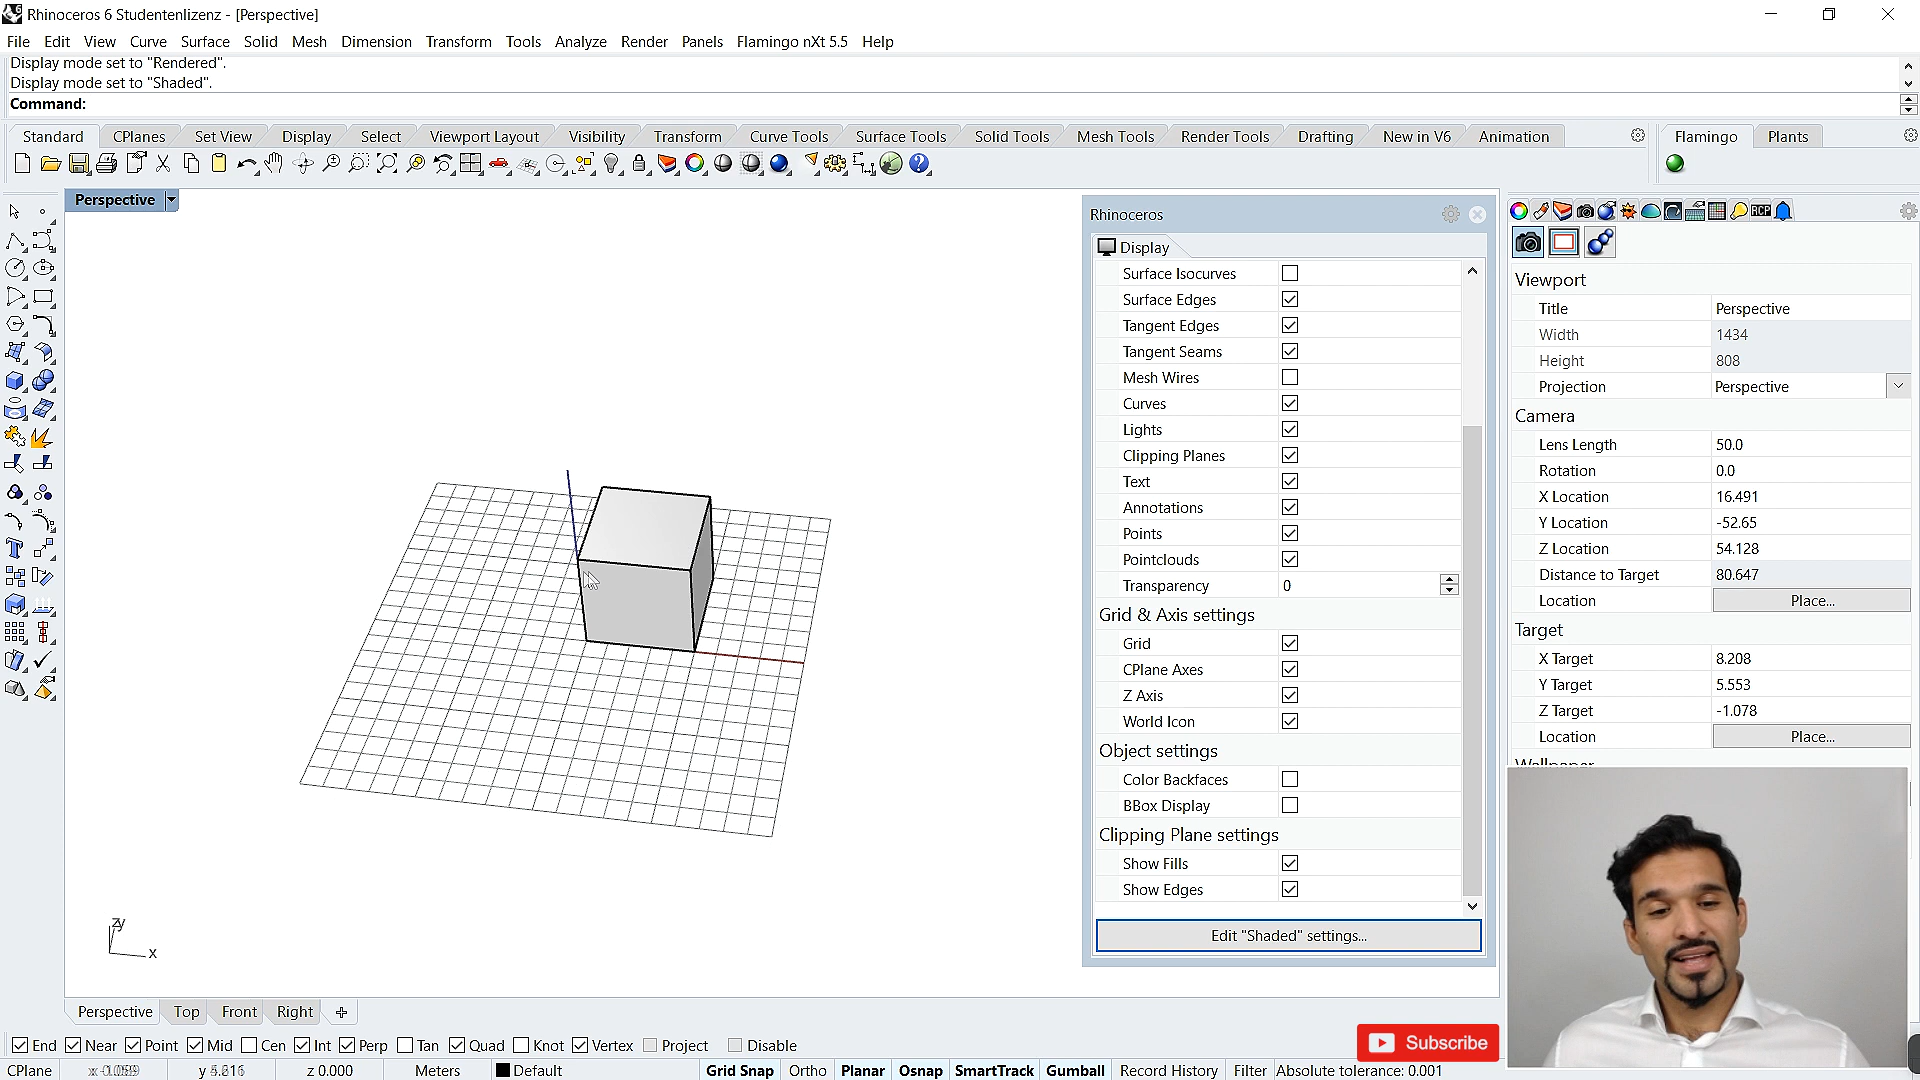 Rhinoceros 6 Studentenlizenz - [Perspective]
File Edit View Curve Surface Solid Mesh Dimension Transform Tools Analyze Render Panels Flamingo nXt 5.5 Help
Display mode set to "Rendered".
Display mode set to "Shaded".
Command:
Standard CPlanes Set View Display Select Viewport Layout Visibility Transform Curve Tools Surface Tools Solid Tools Mesh Tools Render Tools Drafting New in V6 Animation Flamingo Plants
Perspective
Rhinoceros
Display
Surface Isocurves
Surface Edges
Tangent Edges
Tangent Seams
Mesh Wires
Curves
Lights
Clipping Planes
Text
Annotations
Points
Pointclouds
Transparency 0
Grid & Axis settings
Grid
CPlane Axes
Z Axis
World Icon
Object settings
Color Backfaces
BBox Display
Clipping Plane settings
Show Fills
Show Edges
Edit "Shaded" settings...
RCP
Viewport
Title Perspective
Width 1434
Height 808
Projection Perspective
Camera
Lens Length 50.0
Rotation 0.0
X Location 16.491
Y Location -52.65
Z Location 54.128
Distance to Target 80.647
Location Place...
Target
X Target 8.208
Y Target 5.553
Z Target -1.078
Location Place...
Wallpaper
zy
x
Perspective Top Front Right
Subscribe
End Near Point Mid Cen Int Perp Tan Quad Knot Vertex Project Disable
CPlane z 0.000 Meters Default Grid Snap Ortho Planar Osnap SmartTrack Gumball Record History Filter Absolute tolerance: 0.001